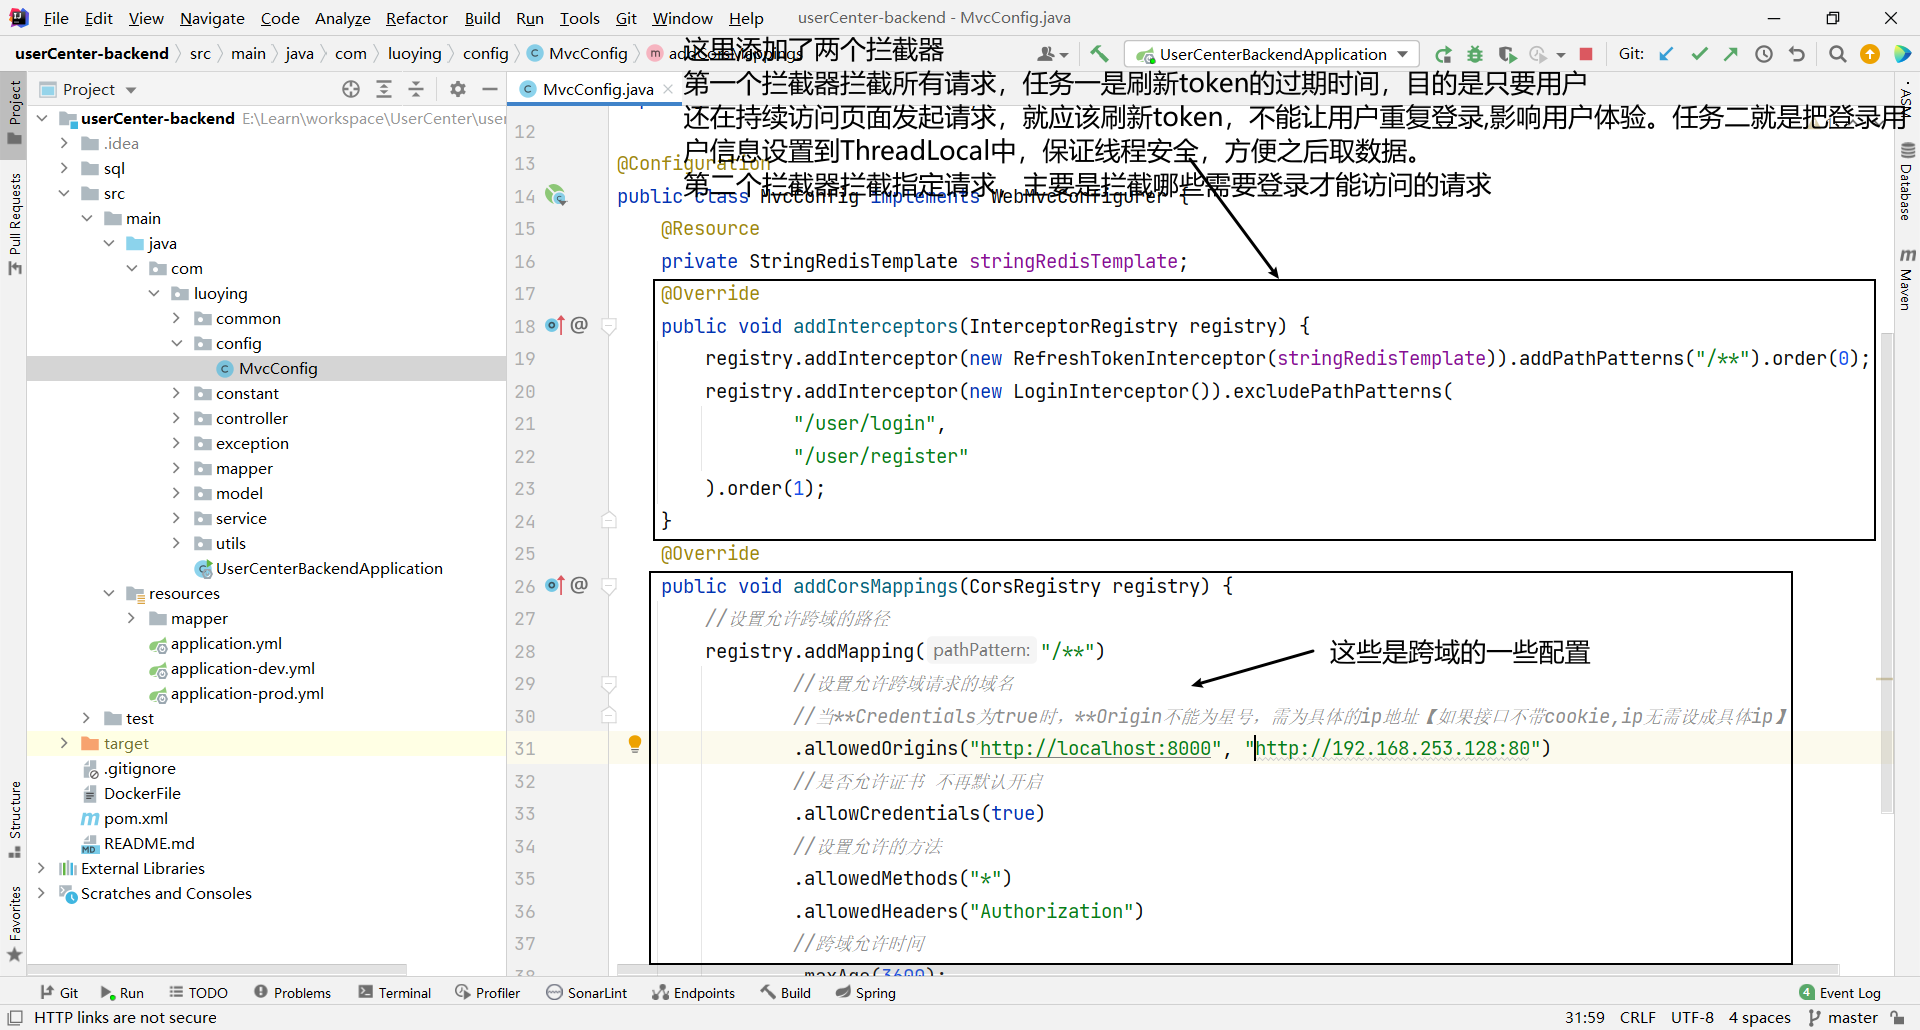 File Edit View Navigate Code Analyze Refactor Build Run Tools Git Window Help userCenter-backend - MvcConfig.java
userCenter-backend src main java com luoying config MvcConfig addCorsMappings UserCenterBackendApplication Git:
这里添加了两个拦截器
第一个拦截器拦截所有请求，任务一是刷新token的过期时间，目的是只要用户
还在持续访问页面发起请求，就应该刷新token，不能让用户重复登录,影响用户体验。任务二就是把登录用
户信息设置到ThreadLocal中，保证线程安全，方便之后取数据。
第二个拦截器拦截指定请求，主要是拦截哪些需要登录才能访问的请求
Project
Pull Requests
Structure
Favorites
Project
userCenter-backend E:\Learn\workspace\UserCenter\user
.idea
sql
src
main
java
com
luoying
common
config
MvcConfig
constant
controller
exception
mapper
model
service
utils
UserCenterBackendApplication
resources
mapper
application.yml
application-dev.yml
application-prod.yml
test
target
.gitignore
DockerFile
pom.xml
README.md
External Libraries
Scratches and Consoles
MvcConfig.java
12
13 @Configuration
14 public class MvcConfig implements WebMvcConfigurer {
15 @Resource
16 private StringRedisTemplate stringRedisTemplate;
17 @Override
18 public void addInterceptors(InterceptorRegistry registry) {
19 registry.addInterceptor(new RefreshTokenInterceptor(stringRedisTemplate)).addPathPatterns("/**").order(0);
20 registry.addInterceptor(new LoginInterceptor()).excludePathPatterns(
21 "/user/login",
22 "/user/register"
23 ).order(1);
24 }
25 @Override
26 public void addCorsMappings(CorsRegistry registry) {
27 //设置允许跨域的路径
28 registry.addMapping( pathPattern: "/**")
这些是跨域的一些配置
29 //设置允许跨域请求的域名
30 //当**Credentials为true时，**Origin不能为星号，需为具体的ip地址【如果接口不带cookie,ip无需设成具体ip】
31 .allowedOrigins("http://localhost:8000", "http://192.168.253.128:80")
32 //是否允许证书 不再默认开启
33 .allowCredentials(true)
34 //设置允许的方法
35 .allowedMethods("*")
36 .allowedHeaders("Authorization")
37 //跨域允许时间
38 .maxAge(3600);
Database
Maven
Git Run TODO Problems Terminal Profiler SonarLint Endpoints Build Spring 4 Event Log
HTTP links are not secure 31:59 CRLF UTF-8 4 spaces master